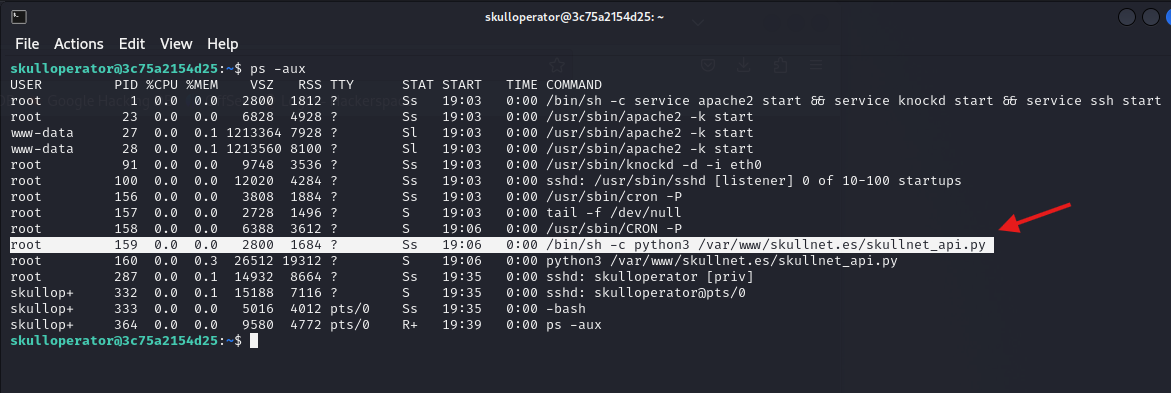 skulloperator@3c75a2154d25: ~
File Actions Edit View Help
skulloperator@3c75a2154d25:~$ ps -aux
USER PID %CPU %MEM VSZ RSS TTY STAT START TIME COMMAND
root 1 0.0 0.0 2800 1812 ? Ss 19:03 0:00 /bin/sh -c service apache2 start && service knockd start && service ssh start
root 23 0.0 0.0 6828 4928 ? Ss 19:03 0:00 /usr/sbin/apache2 -k start
www-data 27 0.0 0.1 1213364 7928 ? Sl 19:03 0:00 /usr/sbin/apache2 -k start
www-data 28 0.0 0.1 1213560 8100 ? Sl 19:03 0:00 /usr/sbin/apache2 -k start
root 91 0.0 0.0 9748 3536 ? Ss 19:03 0:00 /usr/sbin/knockd -d -i eth0
root 100 0.0 0.0 12020 4284 ? Ss 19:03 0:00 sshd: /usr/sbin/sshd [listener] 0 of 10-100 startups
root 156 0.0 0.0 3808 1884 ? Ss 19:03 0:00 /usr/sbin/cron -P
root 157 0.0 0.0 2728 1496 ? S 19:03 0:00 tail -f /dev/null
root 158 0.0 0.0 6388 3612 ? S 19:06 0:00 /usr/sbin/CRON -P
root 159 0.0 0.0 2800 1684 ? Ss 19:06 0:00 /bin/sh -c python3 /var/www/skullnet.es/skullnet_api.py
root 160 0.0 0.3 26512 19312 ? S 19:06 0:00 python3 /var/www/skullnet.es/skullnet_api.py
root 287 0.0 0.1 14932 8664 ? Ss 19:35 0:00 sshd: skulloperator [priv]
skullop+ 332 0.0 0.1 15188 7116 ? S 19:35 0:00 sshd: skulloperator@pts/0
skullop+ 333 0.0 0.0 5016 4012 pts/0 Ss 19:35 0:00 -bash
skullop+ 364 0.0 0.0 9580 4772 pts/0 R+ 19:39 0:00 ps -aux
skulloperator@3c75a2154d25:~$